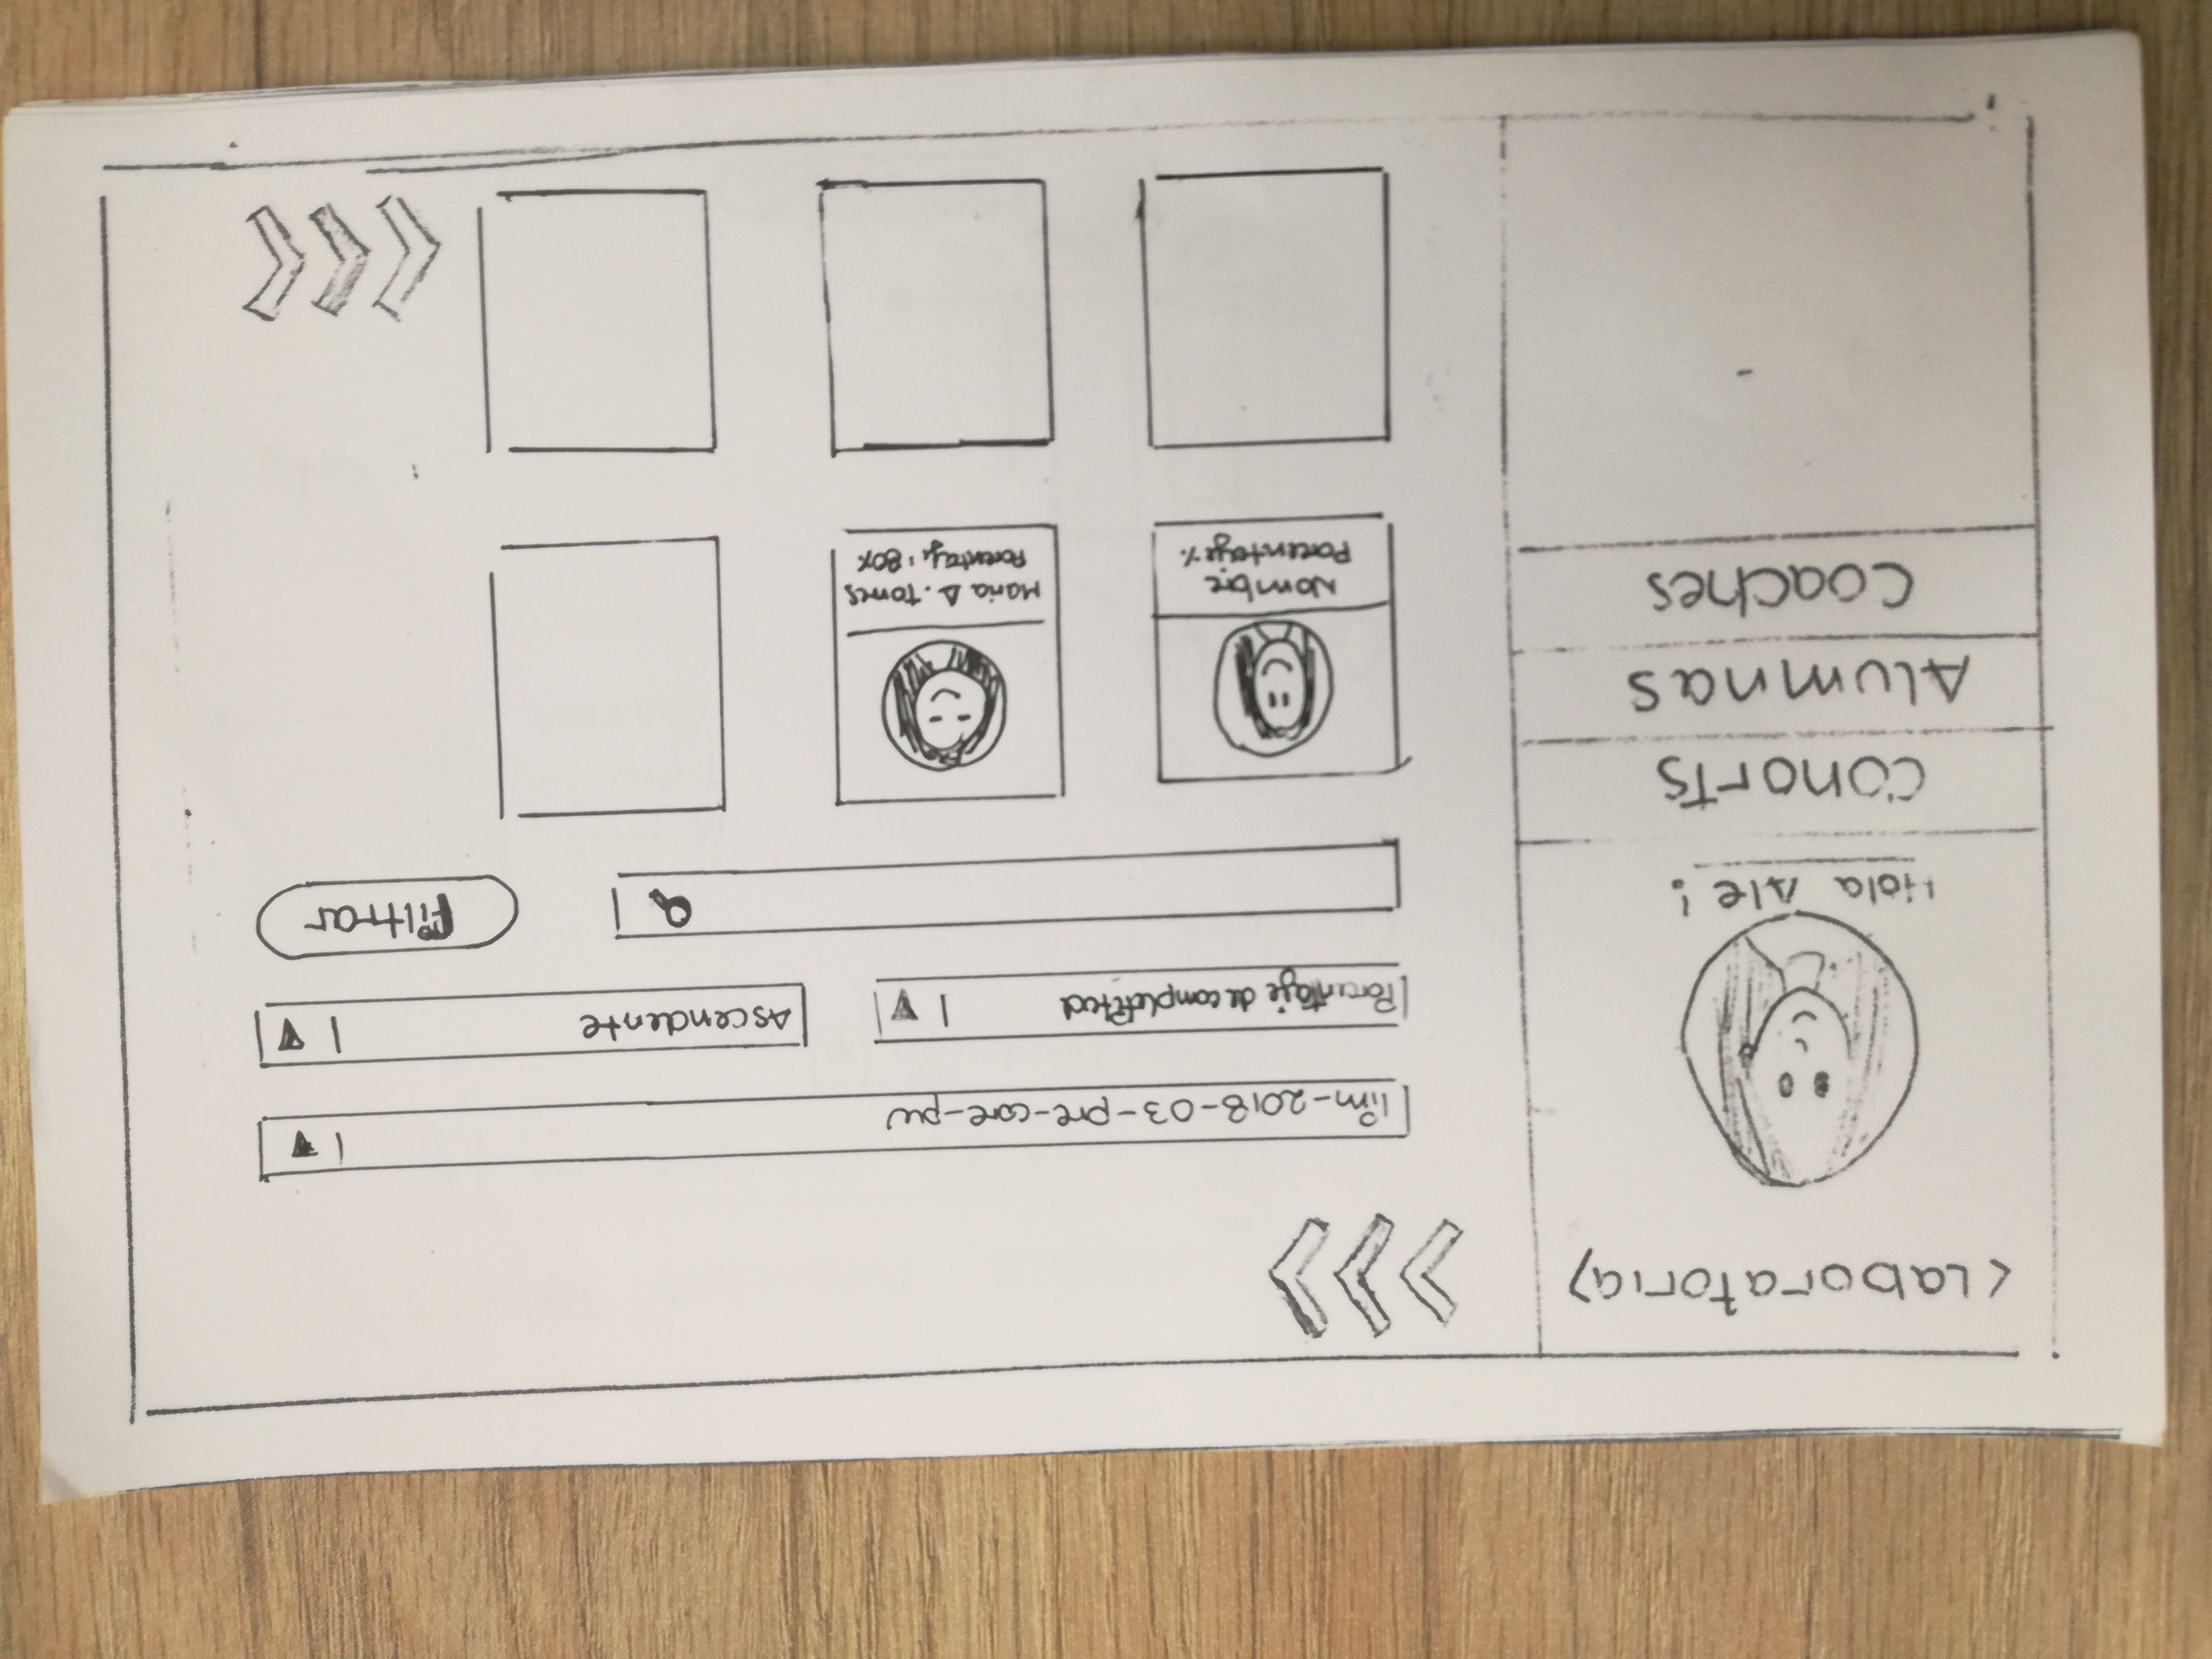 <Laboratoria>
Hola Ale!
Cohorts
Alumnas
Coaches
lim-2018-03-pre-core-pw
Porcentaje de completitud
Ascendente
Filtrar
Nombre
Porcentaje %
Maria A. Torres
Porcentaje: 80%